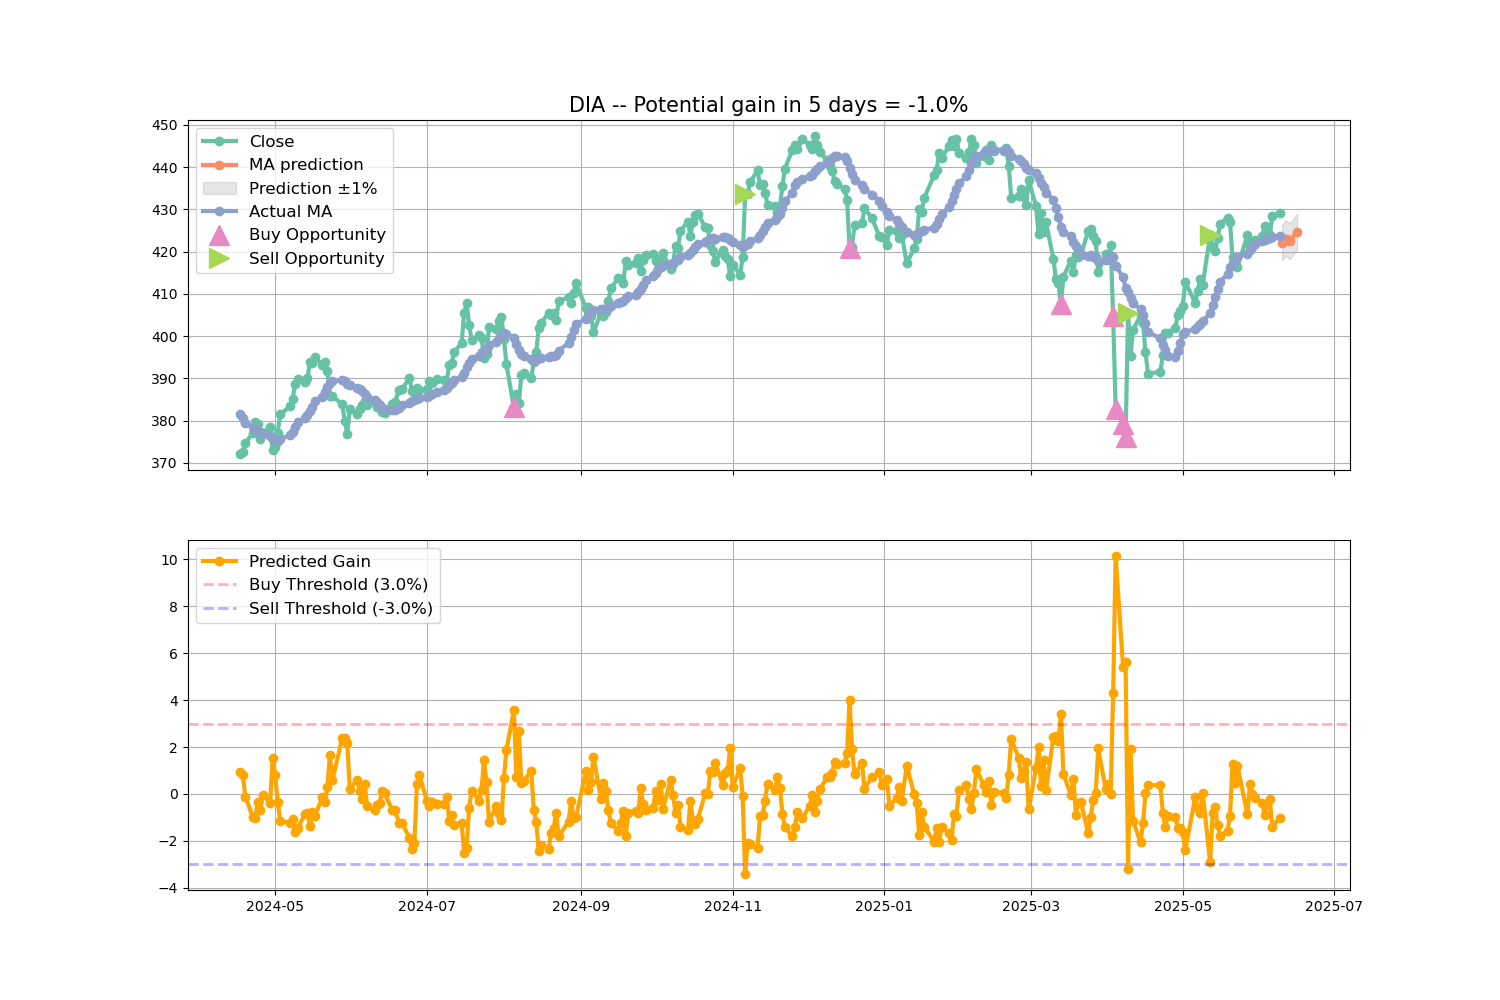 DIA -- Potential gain in 5 days = -1.0%
450
440
430
420
410
400
390
380
370
Close
MA prediction
Prediction ±1%
Actual MA
Buy Opportunity
Sell Opportunity
10
8
6
4
2
0
−2
−4
Predicted Gain
Buy Threshold (3.0%)
Sell Threshold (-3.0%)
2024-05 2024-07 2024-09 2024-11 2025-01 2025-03 2025-05 2025-07